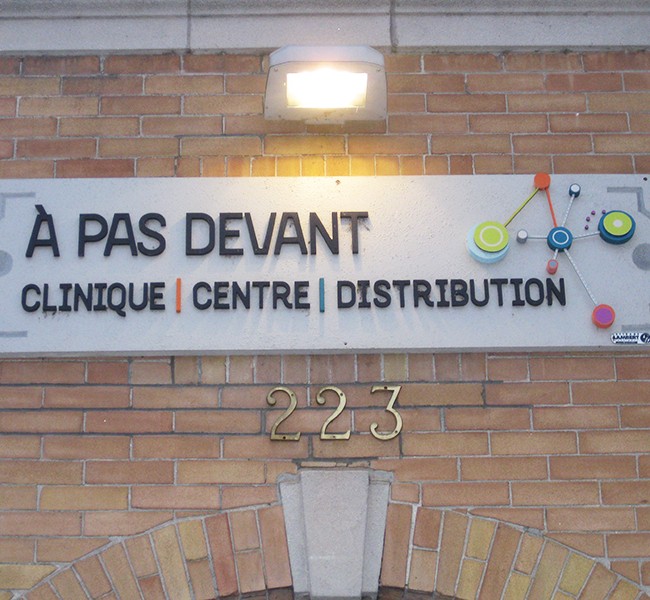 À PAS DEVANT
CLINIQUE | CENTRE | DISTRIBUTION
223